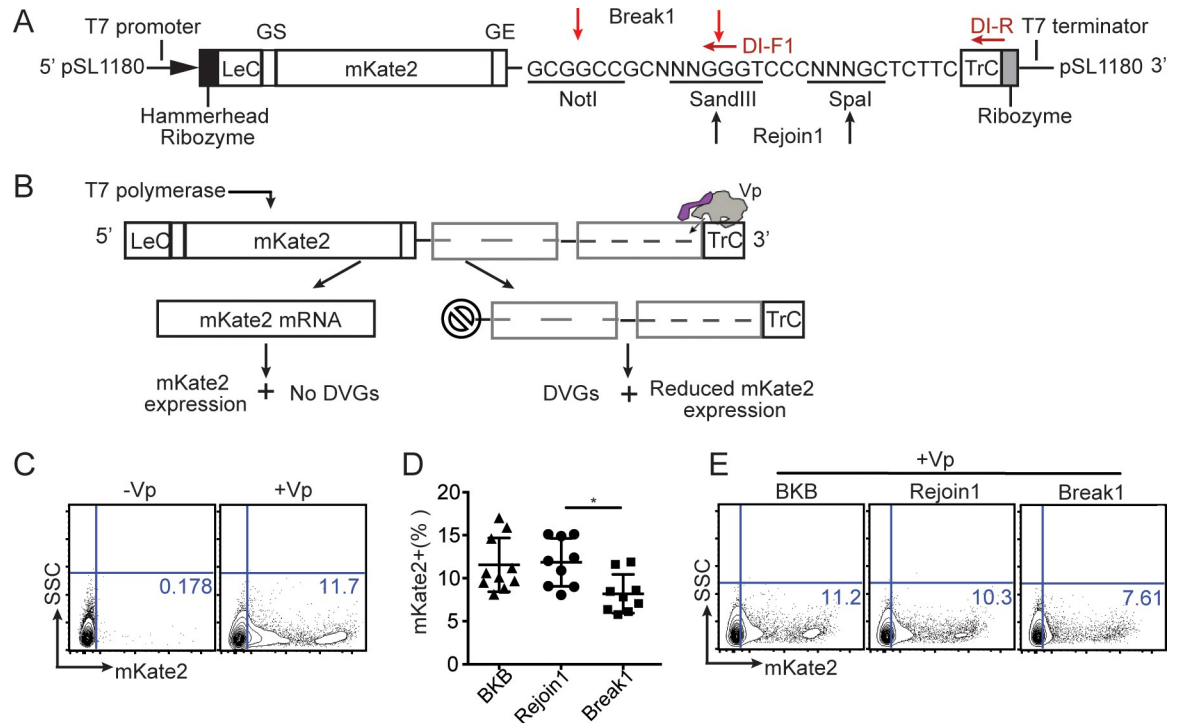 A
T7 promoter
GS
GE
Break1
DI-F1
DI-R
T7 terminator
5' pSL1180
LeC
mKate2
GCGGCCGCNNNGGGTCCCNNNGCTCTTC
TrC
pSL1180 3'
NotI
SandIII
SpaI
Hammerhead
Ribozyme
Rejoin1
Ribozyme
B
T7 polymerase
Vp
5'
LeC
mKate2
TrC
3'
mKate2 mRNA
TrC
mKate2
expression
+
No DVGs
DVGs
+
Reduced mKate2
expression
C
-Vp
+Vp
0.178
11.7
SSC
mKate2
D
20
15
10
5
0
mKate2+(% )
*
BKB
Rejoin1
Break1
E
+Vp
BKB
Rejoin1
Break1
11.2
10.3
7.61
SSC
mKate2